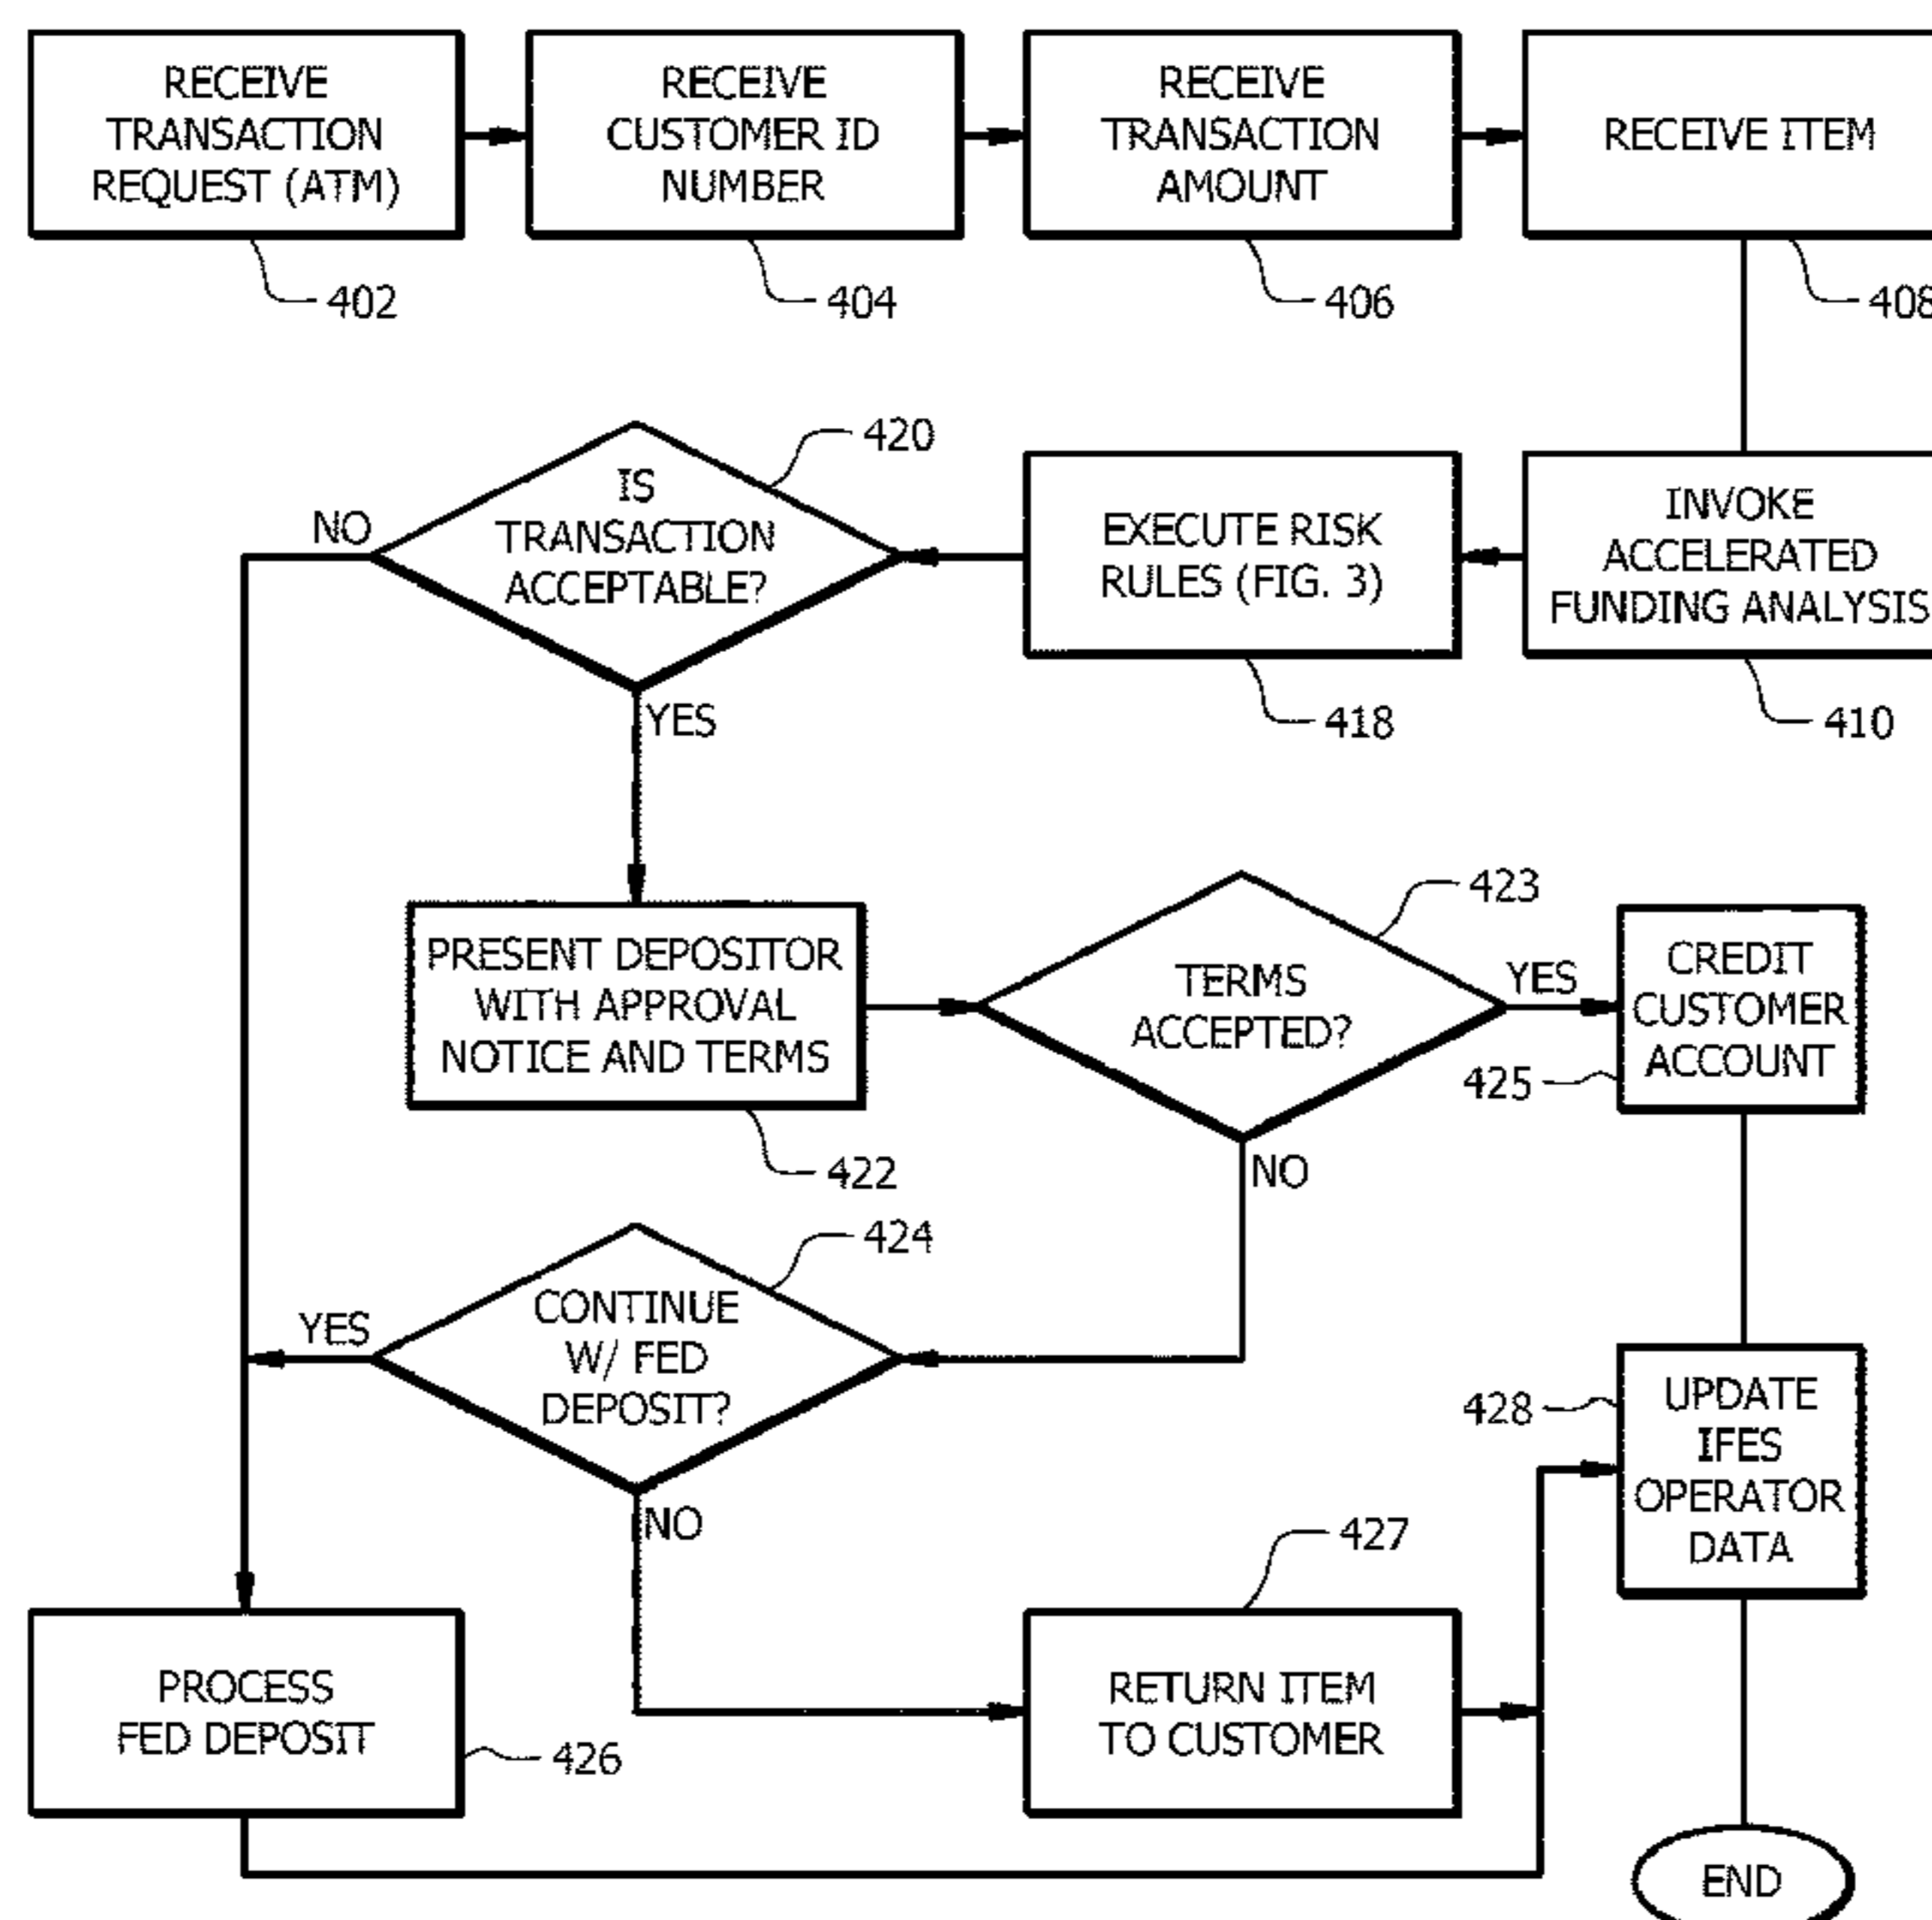 RECEIVE
TRANSACTION
REQUEST (ATM)
402
RECEIVE
CUSTOMER ID
NUMBER
404
RECEIVE
TRANSACTION
AMOUNT
406
RECEIVE ITEM
408
IS
TRANSACTION
ACCEPTABLE?
420
NO
YES
EXECUTE RISK
RULES (FIG. 3)
418
INVOKE
ACCELERATED
FUNDING ANALYSIS
410
PRESENT DEPOSITOR
WITH APPROVAL
NOTICE AND TERMS
422
TERMS
ACCEPTED?
423
YES
NO
CREDIT
CUSTOMER
ACCOUNT
425
CONTINUE
W/ FED
DEPOSIT?
424
YES
NO
UPDATE
IFES
OPERATOR
DATA
428
PROCESS
FED DEPOSIT
426
RETURN ITEM
TO CUSTOMER
427
END